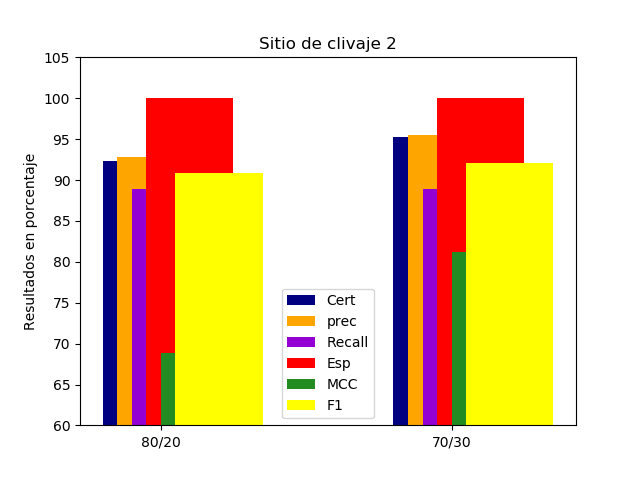 Sitio de clivaje 2
Resultados en porcentaje
105
100
95
90
85
80
75
70
65
60
80/20
70/30
Cert
prec
Recall
Esp
MCC
F1